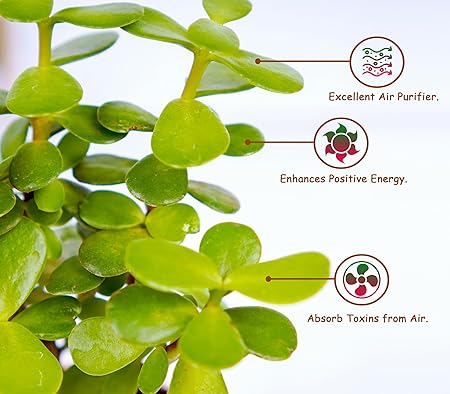 Excellent Air Purifier.
Enhances Positive Energy.
Absorb Toxins from Air.